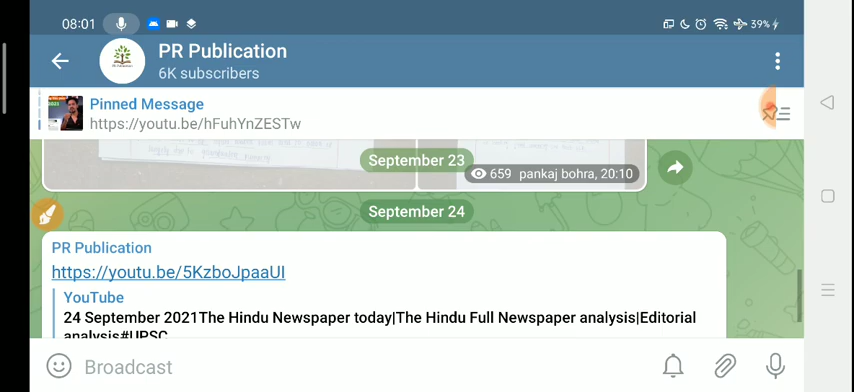 08:01
39%
PR Publication
6K subscribers
Pinned Message
https://youtu.be/hFuhYnZESTw
September 23
659 pankaj bohra, 20:10
September 24
PR Publication
https://youtu.be/5KzboJpaaUI
YouTube
24 September 2021The Hindu Newspaper today|The Hindu Full Newspaper analysis|Editorial
analysis#UPSC
Broadcast